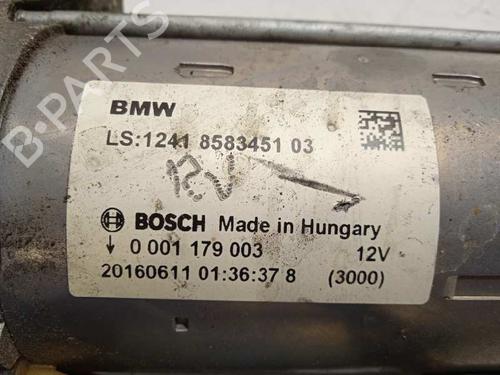 BMW
LS:1241 8583451 03
12V
BOSCH Made in Hungary
0 001 179 003 12V
20160611 01:36:37 8 (3000)
B-PARTS